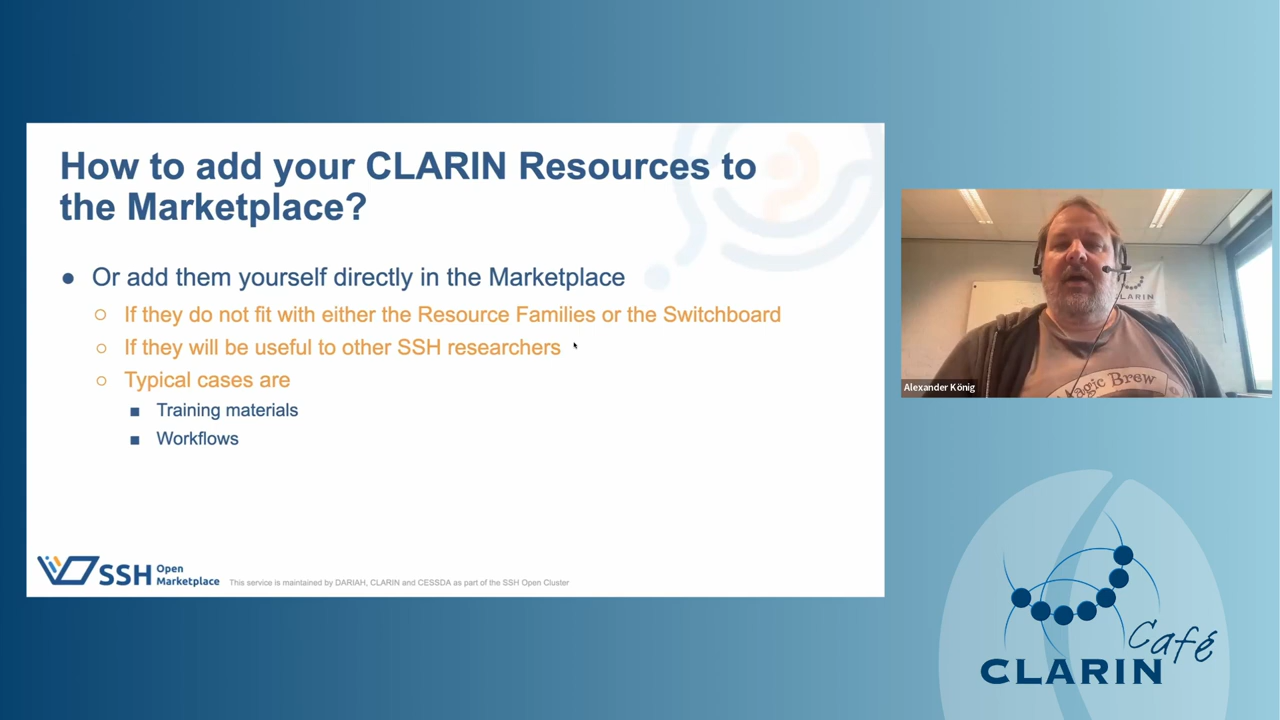 How to add your CLARIN Resources to
the Marketplace?
● Or add them yourself directly in the Marketplace
○ If they do not fit with either the Resource Families or the Switchboard
○ If they will be useful to other SSH researchers
○ Typical cases are
■ Training materials
■ Workflows
SSH Open
Marketplace
This service is maintained by DARIAH, CLARIN and CESSDA as part of the SSH Open Cluster
LARIN
Magic Brew
Alexander König
Café
CLARIN